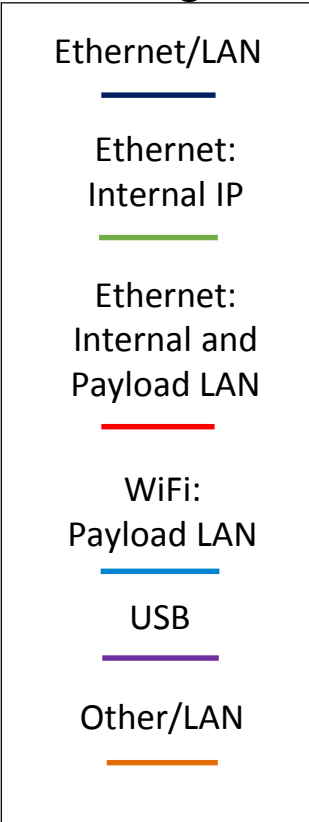 Ethernet/LAN
Ethernet:
Internal IP
Ethernet:
Internal and
Payload LAN
WiFi:
Payload LAN
USB
Other/LAN